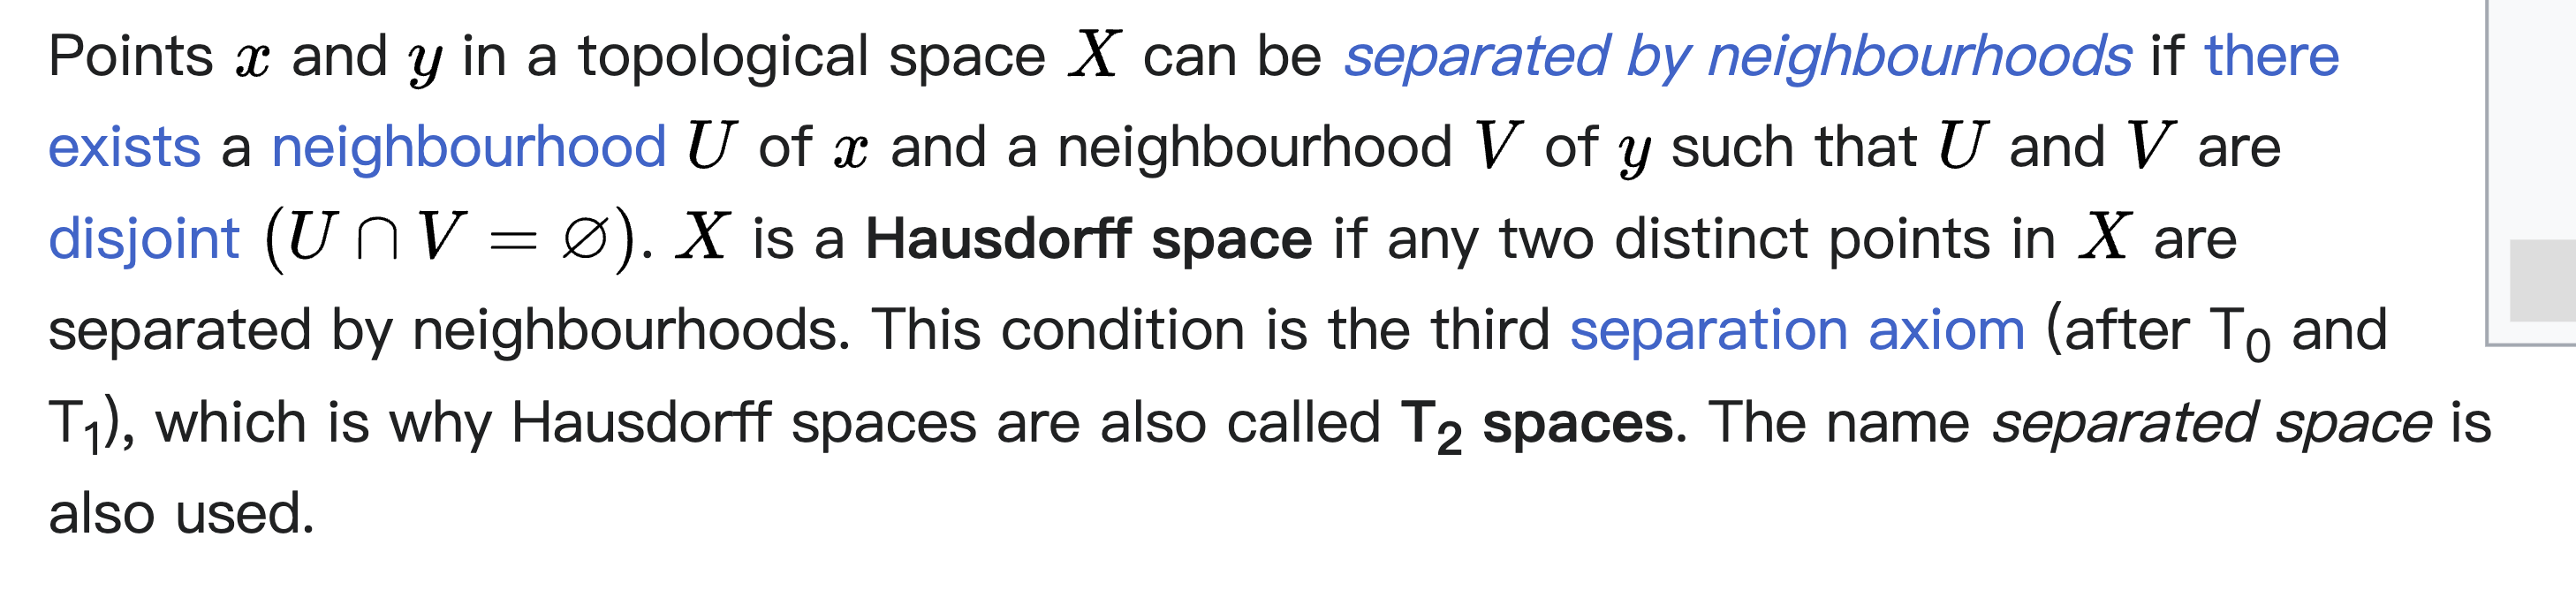 Points x and y in a topological space X can be separated by neighbourhoods if there
exists a neighbourhood U of x and a neighbourhood V of y such that U and V are
disjoint (U ∩ V = ∅). X is a Hausdorff space if any two distinct points in X are
separated by neighbourhoods. This condition is the third separation axiom (after T₀ and
T₁), which is why Hausdorff spaces are also called T₂ spaces. The name separated space is
also used.